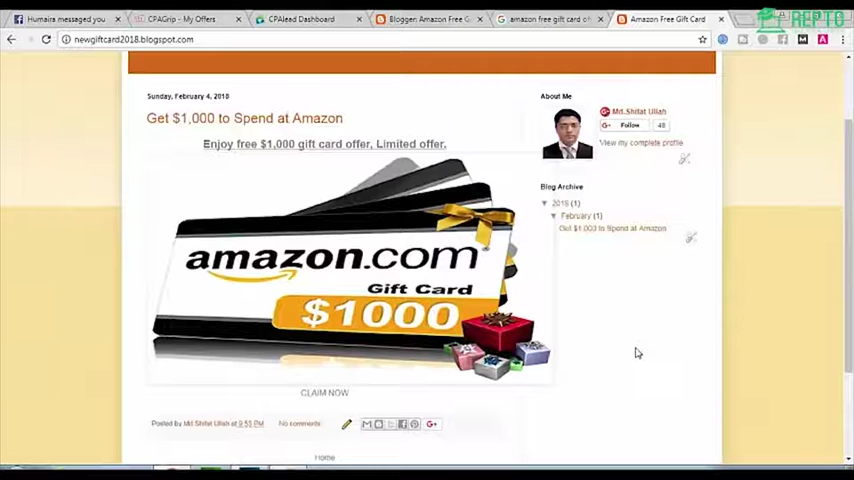 Humaira messaged you
CPAGrip - My Offers
CPAlead Dashboard
Blogger: Amazon Free G
amazon free gift card of
Amazon Free Gift Card
REPTO
newgiftcard2018.blogspot.com
Sunday, February 4, 2018
Get $1,000 to Spend at Amazon
Enjoy free $1,000 gift card offer, Limited offer.
amazon.com
Gift Card
$1000
CLAIM NOW
Posted by Md.Shifat Ullah at 9:53 PM
No comments:
Home
About Me
Md.Shifat Ullah
G+ Follow 48
View my complete profile
Blog Archive
▼ 2018 (1)
▼ February (1)
Get $1,000 to Spend at Amazon